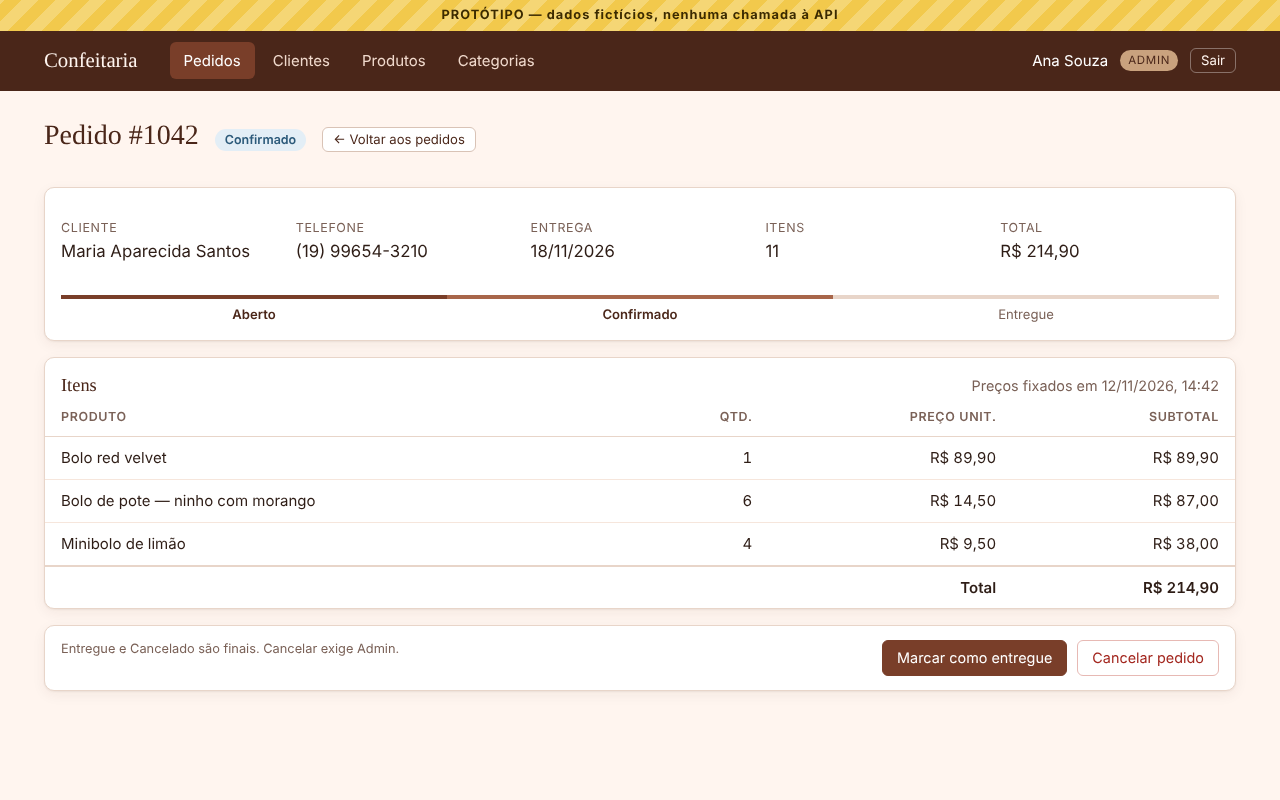 PROTÓTIPO — dados fictícios, nenhuma chamada à API
Confeitaria Pedidos Clientes Produtos Categorias Ana Souza ADMIN Sair
Pedido #1042 Confirmado ← Voltar aos pedidos
CLIENTE TELEFONE ENTREGA ITENS TOTAL
Maria Aparecida Santos (19) 99654-3210 18/11/2026 11 R$ 214,90
Aberto Confirmado Entregue
Itens Preços fixados em 12/11/2026, 14:42
PRODUTO QTD. PREÇO UNIT. SUBTOTAL
Bolo red velvet 1 R$ 89,90 R$ 89,90
Bolo de pote — ninho com morango 6 R$ 14,50 R$ 87,00
Minibolo de limão 4 R$ 9,50 R$ 38,00
Total R$ 214,90
Entregue e Cancelado são finais. Cancelar exige Admin. Marcar como entregue Cancelar pedido